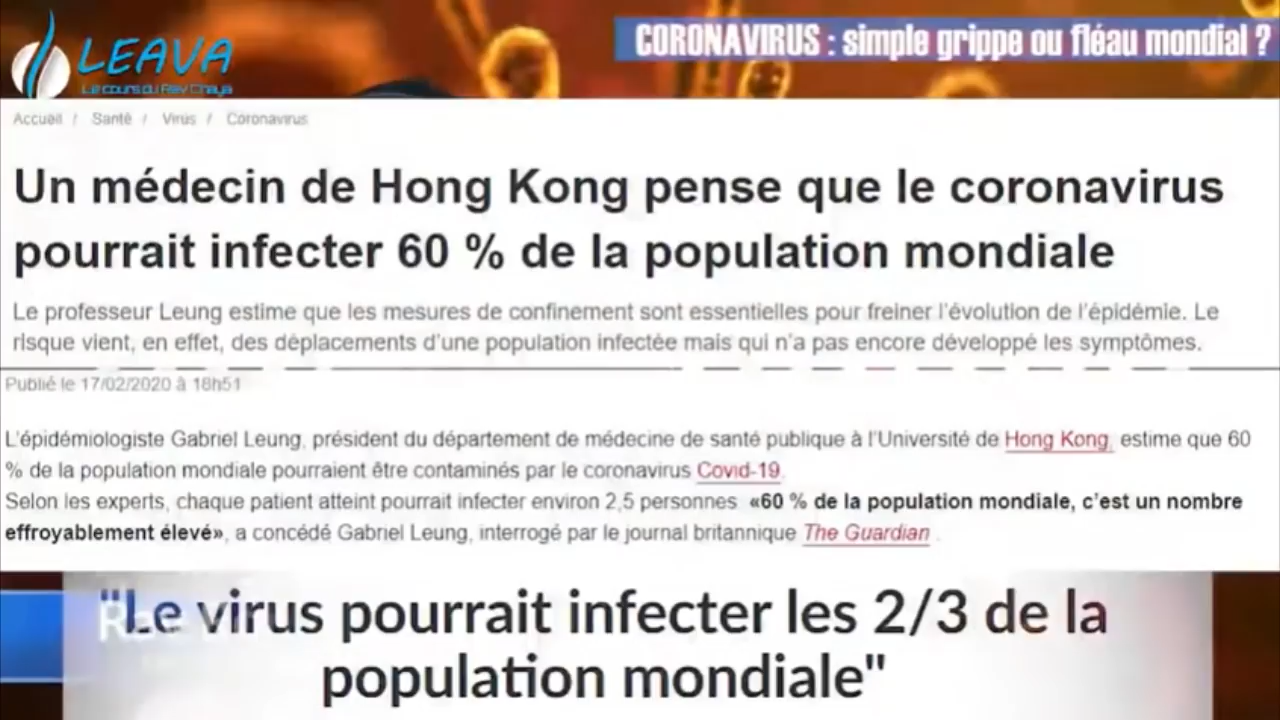 LEAVA
Le cours du Rav Chaya
CORONAVIRUS : simple grippe ou fléau mondial ?
Accueil / Santé / Virus / Coronavirus
Un médecin de Hong Kong pense que le coronavirus
pourrait infecter 60 % de la population mondiale
Le professeur Leung estime que les mesures de confinement sont essentielles pour freiner l'évolution de l'épidémie. Le
risque vient, en effet, des déplacements d'une population infectée mais qui n'a pas encore développé les symptômes.
Publié le 17/02/2020 à 18h51
L'épidémiologiste Gabriel Leung, président du département de médecine de santé publique à l'Université de Hong Kong, estime que 60
% de la population mondiale pourraient être contaminés par le coronavirus Covid-19.
Selon les experts, chaque patient atteint pourrait infecter environ 2,5 personnes «60 % de la population mondiale, c'est un nombre
effroyablement élevé», a concédé Gabriel Leung, interrogé par le journal britannique The Guardian .
"Le virus pourrait infecter les 2/3 de la
population mondiale"